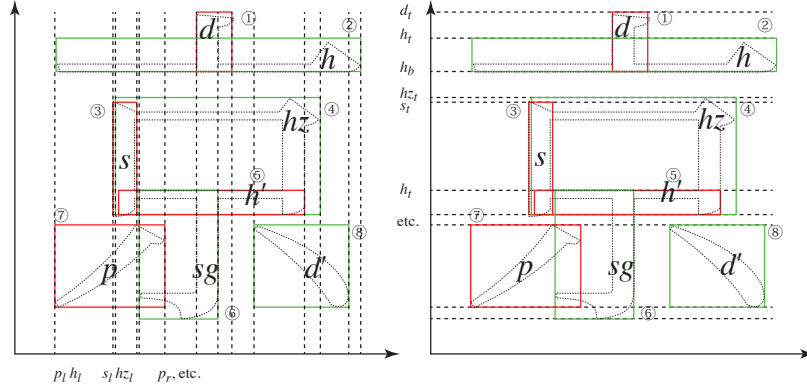 ① ②
d
h
③ ④
hz
s
⑤
h'
⑦ ⑧
p sg d'
⑥
p_l h_l s_l hz_l p_r, etc.
d_t ① ②
h_t d
h_b h
hz_t
s_t ③ ④
hz
s
⑤
h_t h'
etc. ⑦ ⑧
p sg d'
⑥